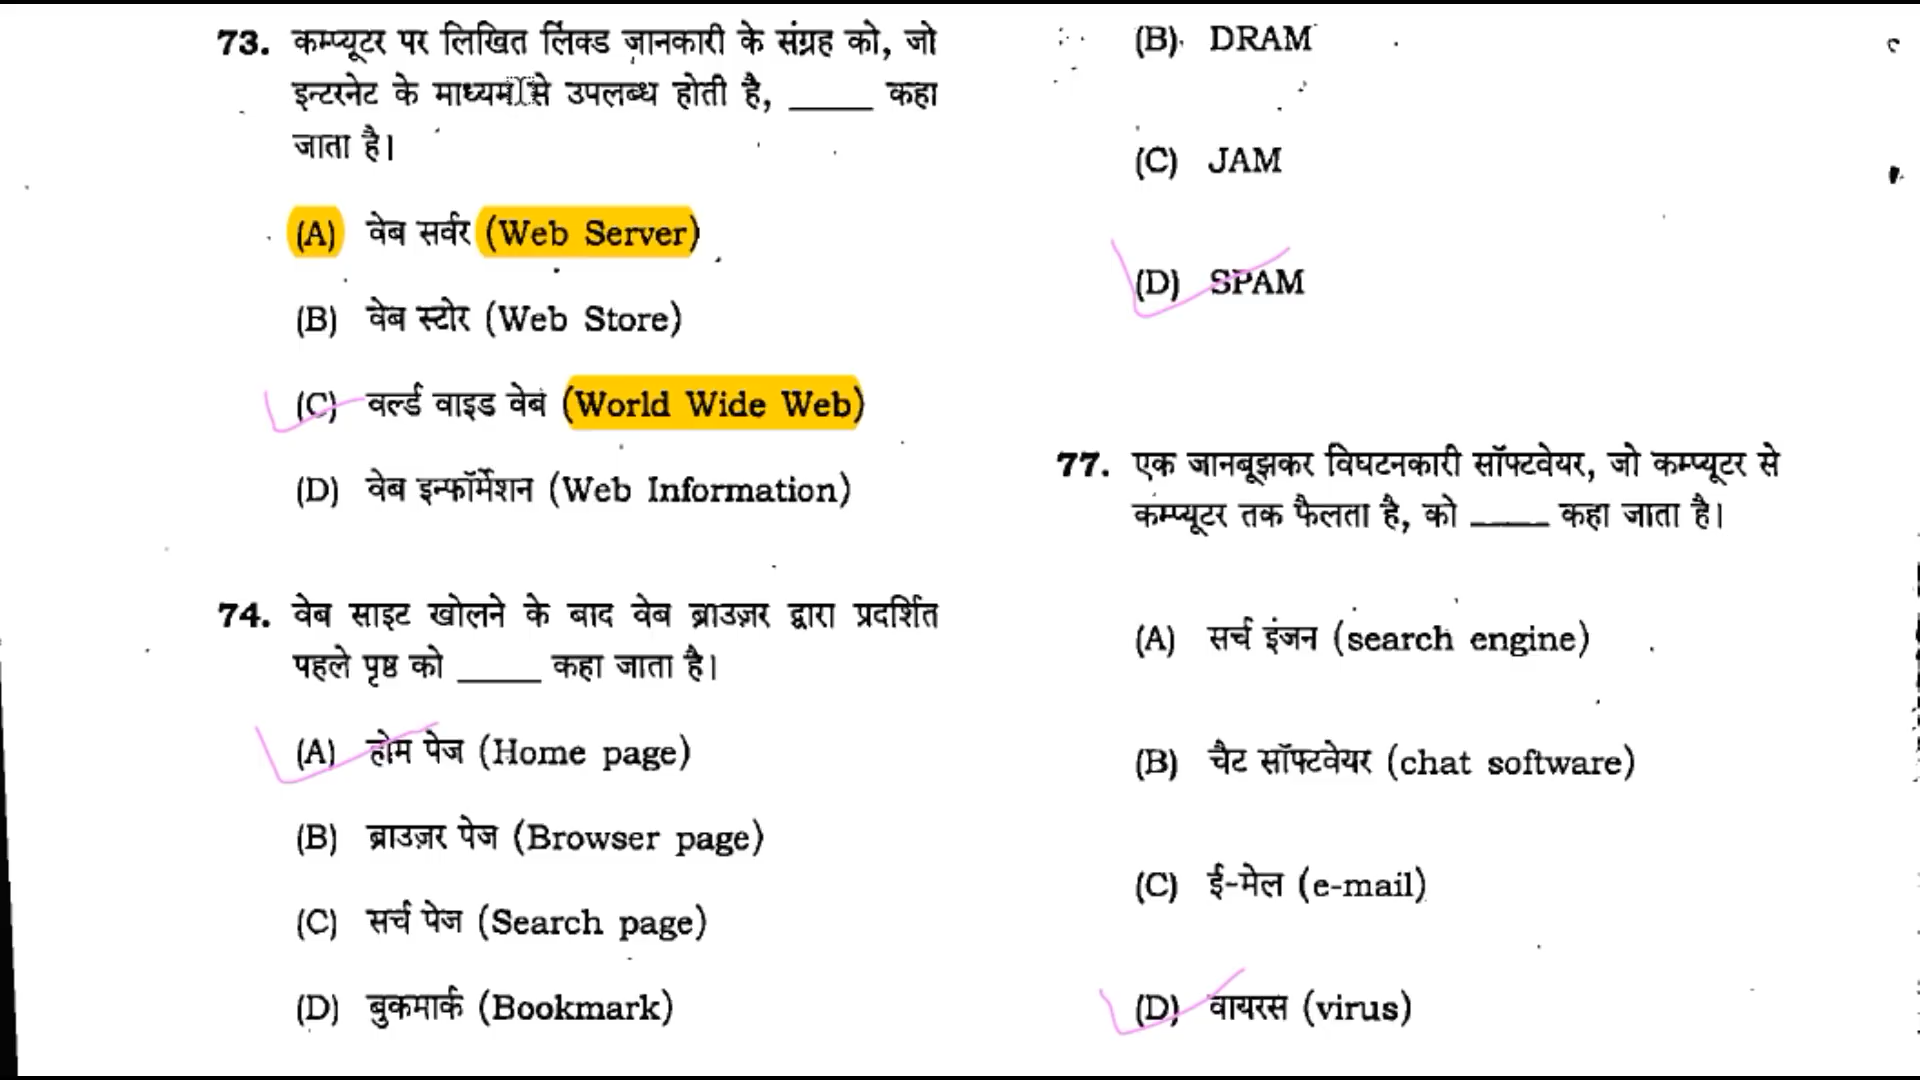 73. कम्प्यूटर पर लिखित लिंक्ड जानकारी के संग्रह को, जो
इन्टरनेट के माध्यम से उपलब्ध होती है, _____ कहा
जाता है।
(A) वेब सर्वर (Web Server)
(B) वेब स्टोर (Web Store)
(C) वर्ल्ड वाइड वेब (World Wide Web)
(D) वेब इन्फॉर्मेशन (Web Information)
74. वेब साइट खोलने के बाद वेब ब्राउज़र द्वारा प्रदर्शित
पहले पृष्ठ को _____ कहा जाता है।
(A) होम पेज (Home page)
(B) ब्राउज़र पेज (Browser page)
(C) सर्च पेज (Search page)
(D) बुकमार्क (Bookmark)
(B) DRAM
(C) JAM
(D) SPAM
77. एक जानबूझकर विघटनकारी सॉफ्टवेयर, जो कम्प्यूटर से
कम्प्यूटर तक फैलता है, को _____ कहा जाता है।
(A) सर्च इंजन (search engine)
(B) चैट सॉफ्टवेयर (chat software)
(C) ई-मेल (e-mail)
(D) वायरस (virus)